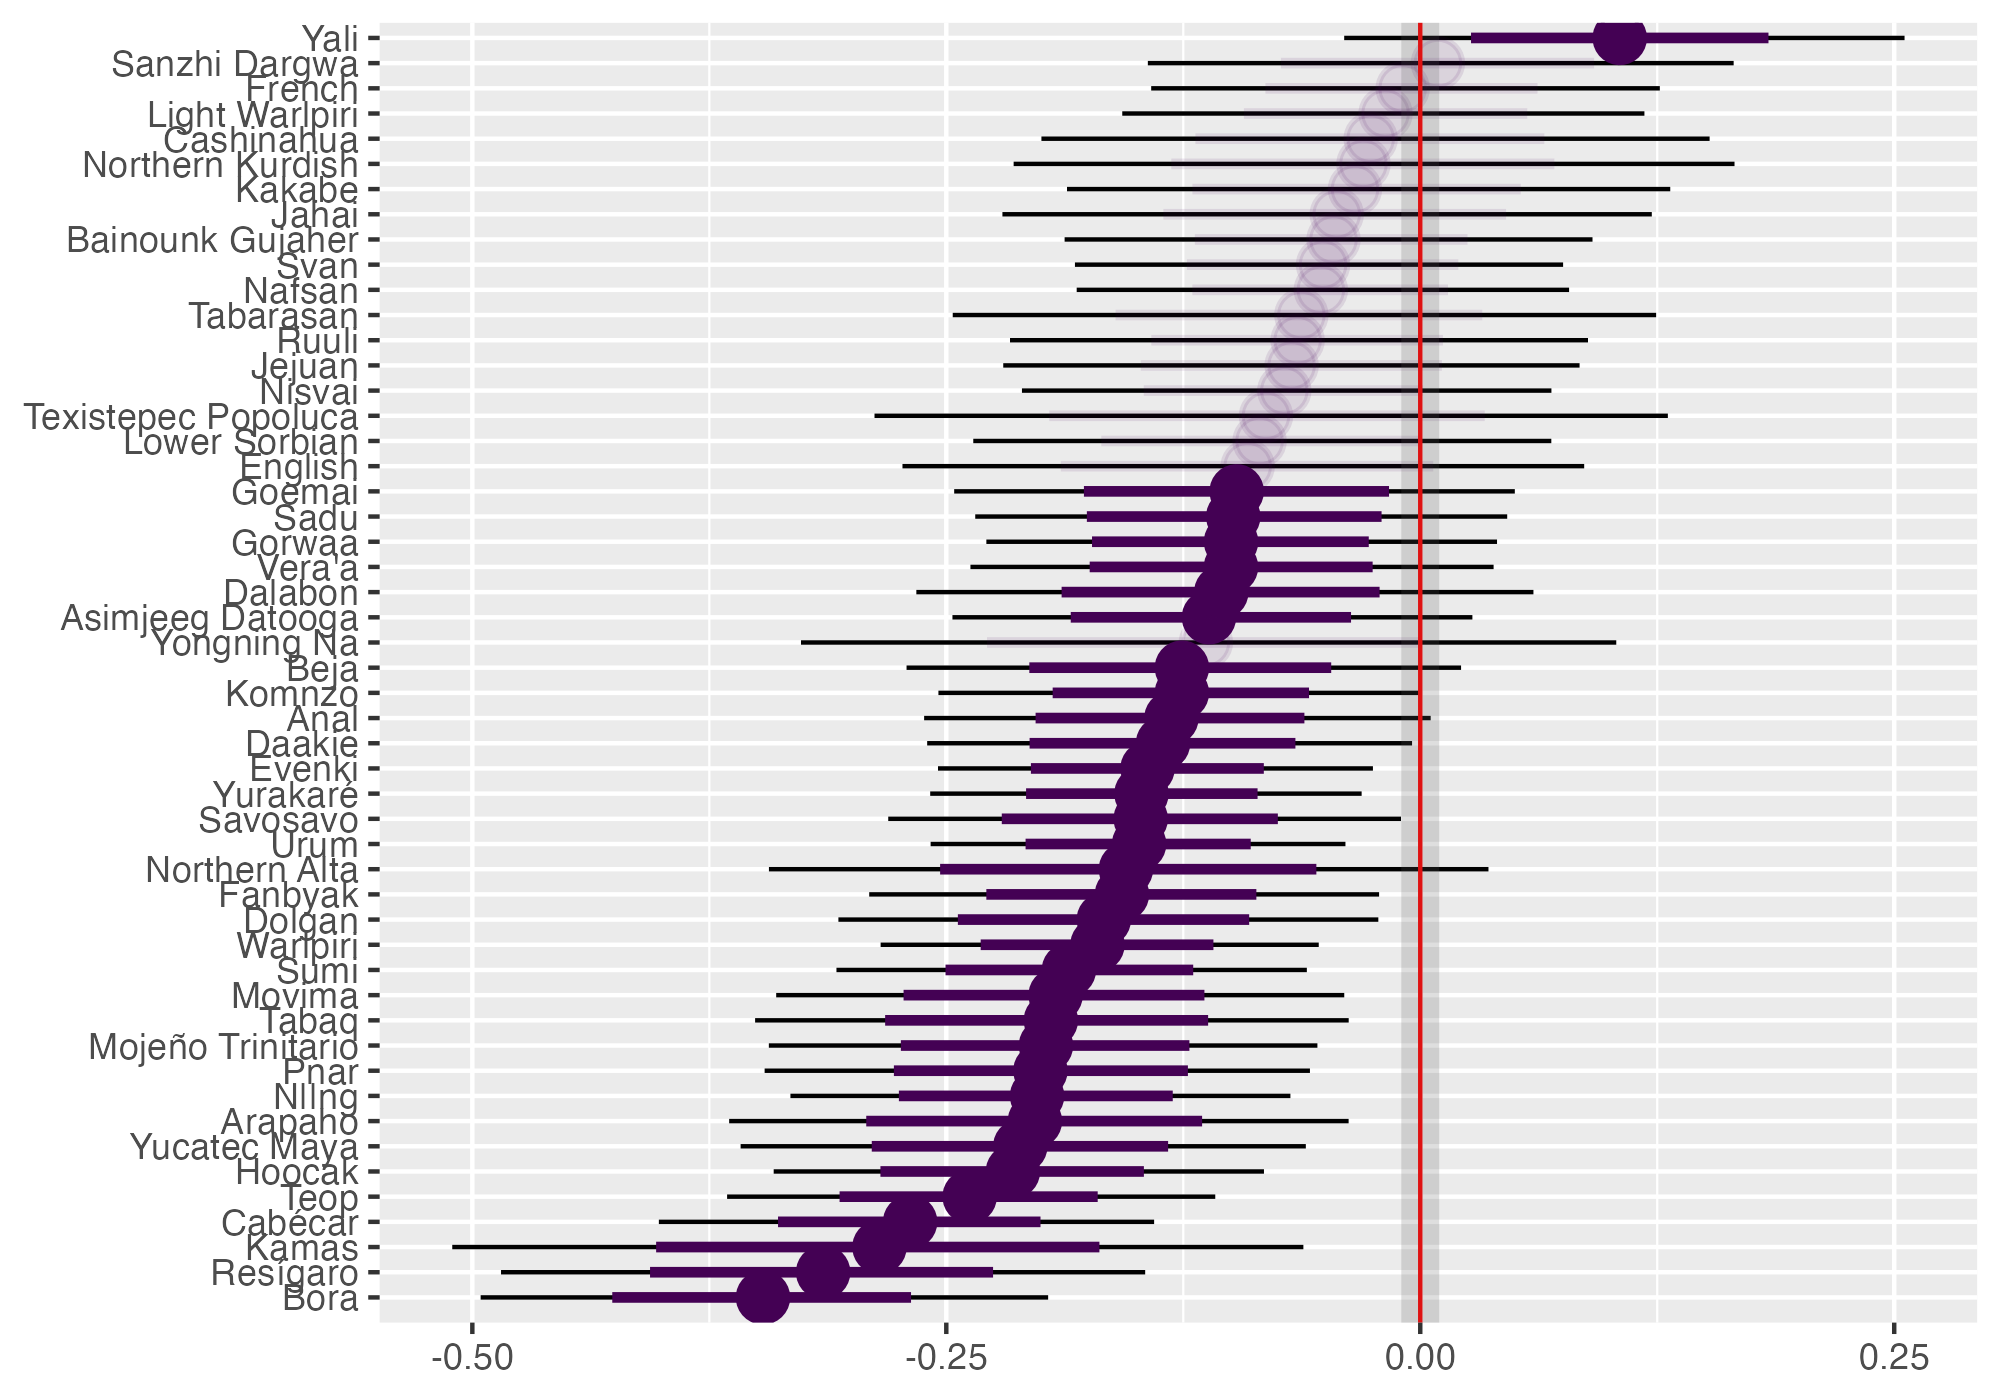 Yali
Sanzhi Dargwa
French
Light Warlpiri
Cashinahua
Northern Kurdish
Kakabe
Jahai
Bainounk Gujaher
Svan
Nafsan
Tabarasan
Ruuli
Jejuan
Nisvai
Texistepec Popoluca
Lower Sorbian
English
Goemai
Sadu
Gorwaa
Vera'a
Dalabon
Asimjeeg Datooga
Yongning Na
Beja
Komnzo
Anal
Daakie
Evenki
Yurakaré
Savosavo
Urum
Northern Alta
Fanbyak
Dolgan
Warlpiri
Sümi
Movima
Tabaq
Mojeño Trinitario
Pnar
Nllng
Arapaho
Yucatec Maya
Hoocak
Teop
Cabécar
Kamas
Resígaro
Bora
-0.50 -0.25 0.00 0.25